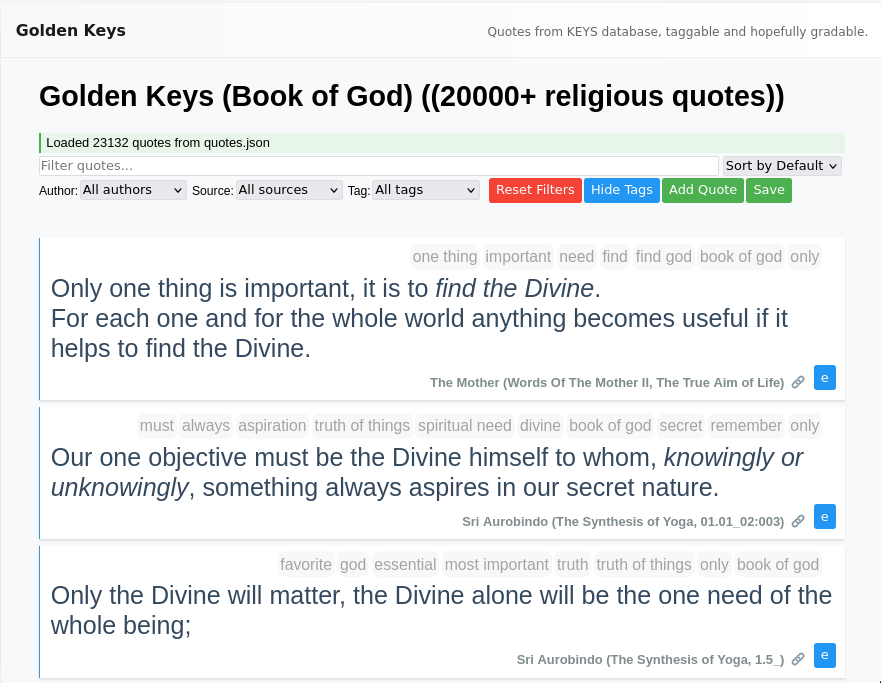 Golden Keys
Quotes from KEYS database, taggable and hopefully gradable.
Golden Keys (Book of God) ((20000+ religious quotes))
Loaded 23132 quotes from quotes.json
Filter quotes... Sort by Default
Author: All authors Source: All sources Tag: All tags Reset Filters Hide Tags Add Quote Save
one thing important need find find god book of god only
Only one thing is important, it is to find the Divine.
For each one and for the whole world anything becomes useful if it
helps to find the Divine.
The Mother (Words Of The Mother II, The True Aim of Life) e
must always aspiration truth of things spiritual need divine book of god secret remember only
Our one objective must be the Divine himself to whom, knowingly or
unknowingly, something always aspires in our secret nature.
Sri Aurobindo (The Synthesis of Yoga, 01.01_02:003) e
favorite god essential most important truth truth of things only book of god
Only the Divine will matter, the Divine alone will be the one need of the
whole being;
Sri Aurobindo (The Synthesis of Yoga, 1.5_) e